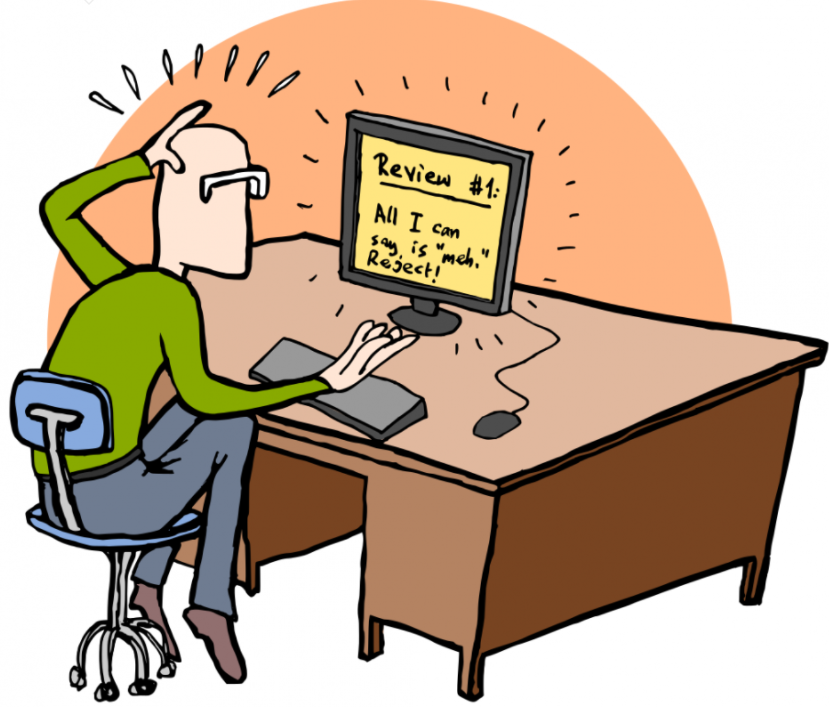 Review #1:
All I can
say, is "meh."
Reject!